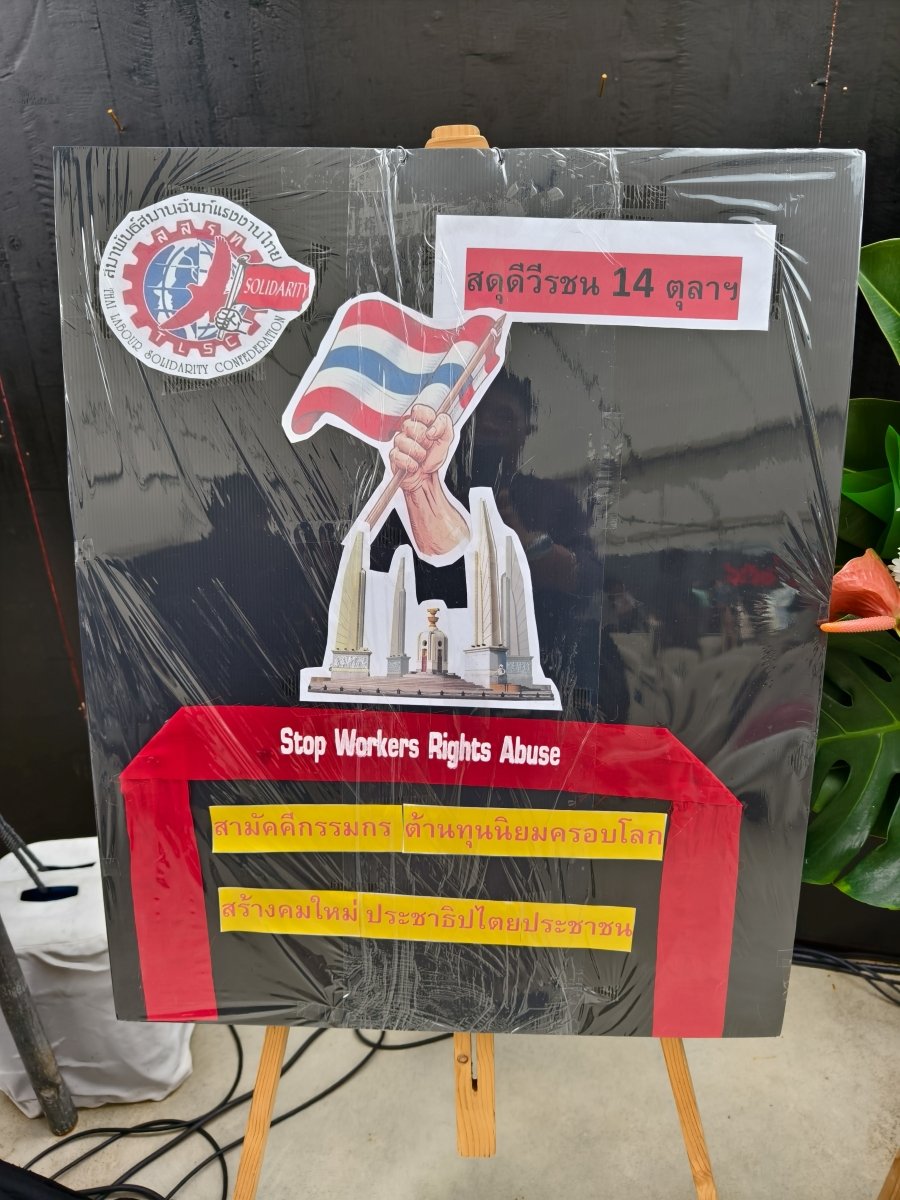 สมาพันธ์สมานฉันท์แรงงานไทย
ส ส ร ท
SOLIDARITY
T L S C
THAI LABOUR SOLIDARITY CONFEDERATION
สดุดีวีรชน 14 ตุลาฯ
Stop Workers Rights Abuse
สามัคคีกรรมกร ต้านทุนนิยมครอบโลก
สร้างคมใหม่ ประชาธิปไตยประชาชน